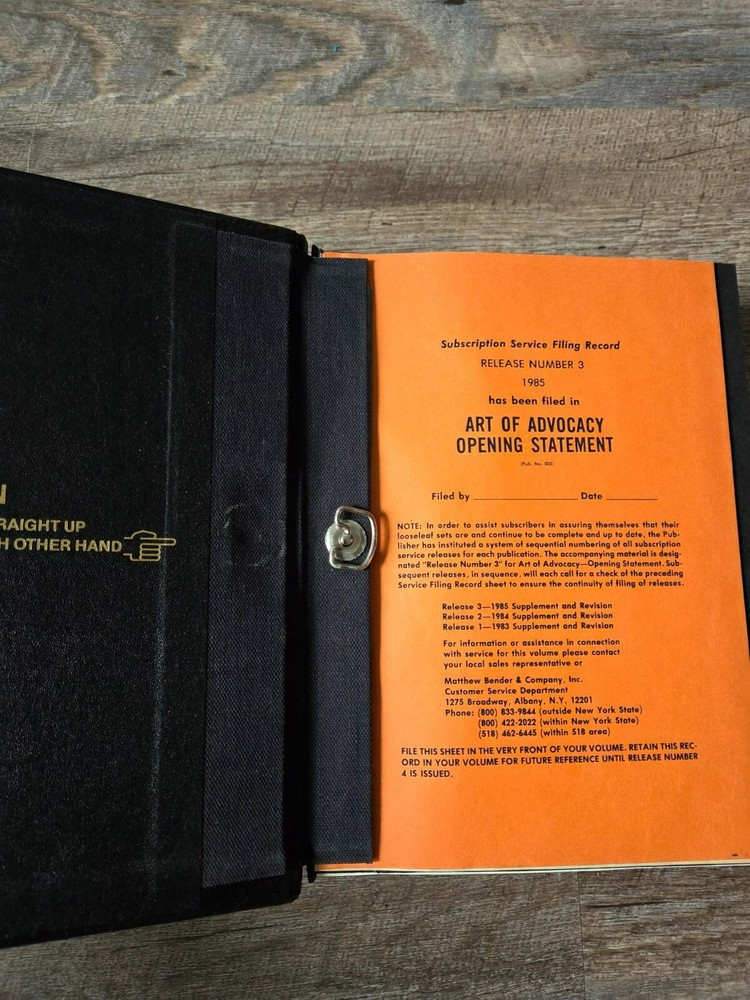 N
RAIGHT UP
H OTHER HAND
Subscription Service Filing Record
RELEASE NUMBER 3
1985
has been filed in
ART OF ADVOCACY
OPENING STATEMENT
(Pub. No. 025)
Filed by ____________________ Date __________
NOTE: In order to assist subscribers in assuring themselves that their
looseleaf sets are and continue to be complete and up to date, the Pub-
lisher has instituted a system of sequential numbering of all subscription
service releases for each publication. The accompanying material is desig-
nated "Release Number 3" for Art of Advocacy—Opening Statement. Sub-
sequent releases, in sequence, will each call for a check of the preceding
Service Filing Record sheet to ensure the continuity of filing of releases.
Release 3—1985 Supplement and Revision
Release 2—1984 Supplement and Revision
Release 1—1983 Supplement and Revision
For information or assistance in connection
with service for this volume please contact
your local sales representative or
Matthew Bender & Company, Inc.
Customer Service Department
1275 Broadway, Albany, N.Y. 12201
Phone: (800) 833-9844 (outside New York State)
(800) 422-2022 (within New York State)
(518) 462-6445 (within 518 area)
FILE THIS SHEET IN THE VERY FRONT OF YOUR VOLUME. RETAIN THIS REC-
ORD IN YOUR VOLUME FOR FUTURE REFERENCE UNTIL RELEASE NUMBER
4 IS ISSUED.